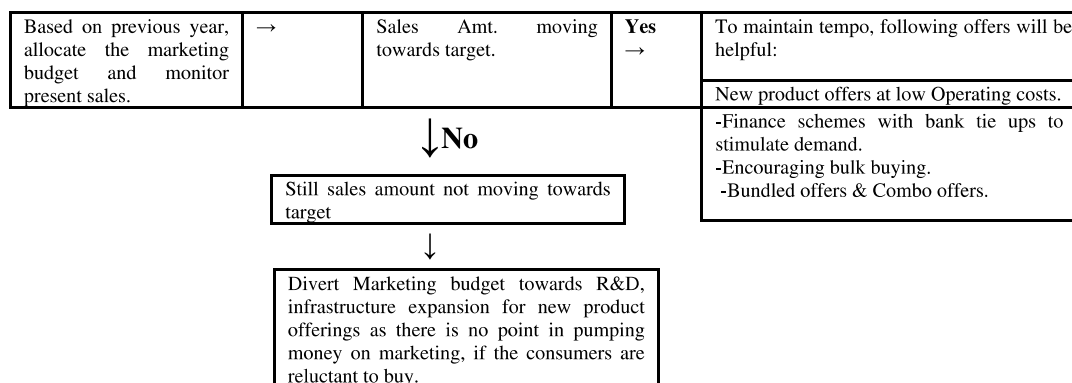 Based on previous year,
allocate the marketing
budget and monitor
present sales.
→
Sales Amt. moving
towards target.
Yes
→
To maintain tempo, following offers will be
helpful:
New product offers at low Operating costs.
-Finance schemes with bank tie ups to
stimulate demand.
-Encouraging bulk buying.
-Bundled offers & Combo offers.
↓No
Still sales amount not moving towards
target
↓
Divert Marketing budget towards R&D,
infrastructure expansion for new product
offerings as there is no point in pumping
money on marketing, if the consumers are
reluctant to buy.